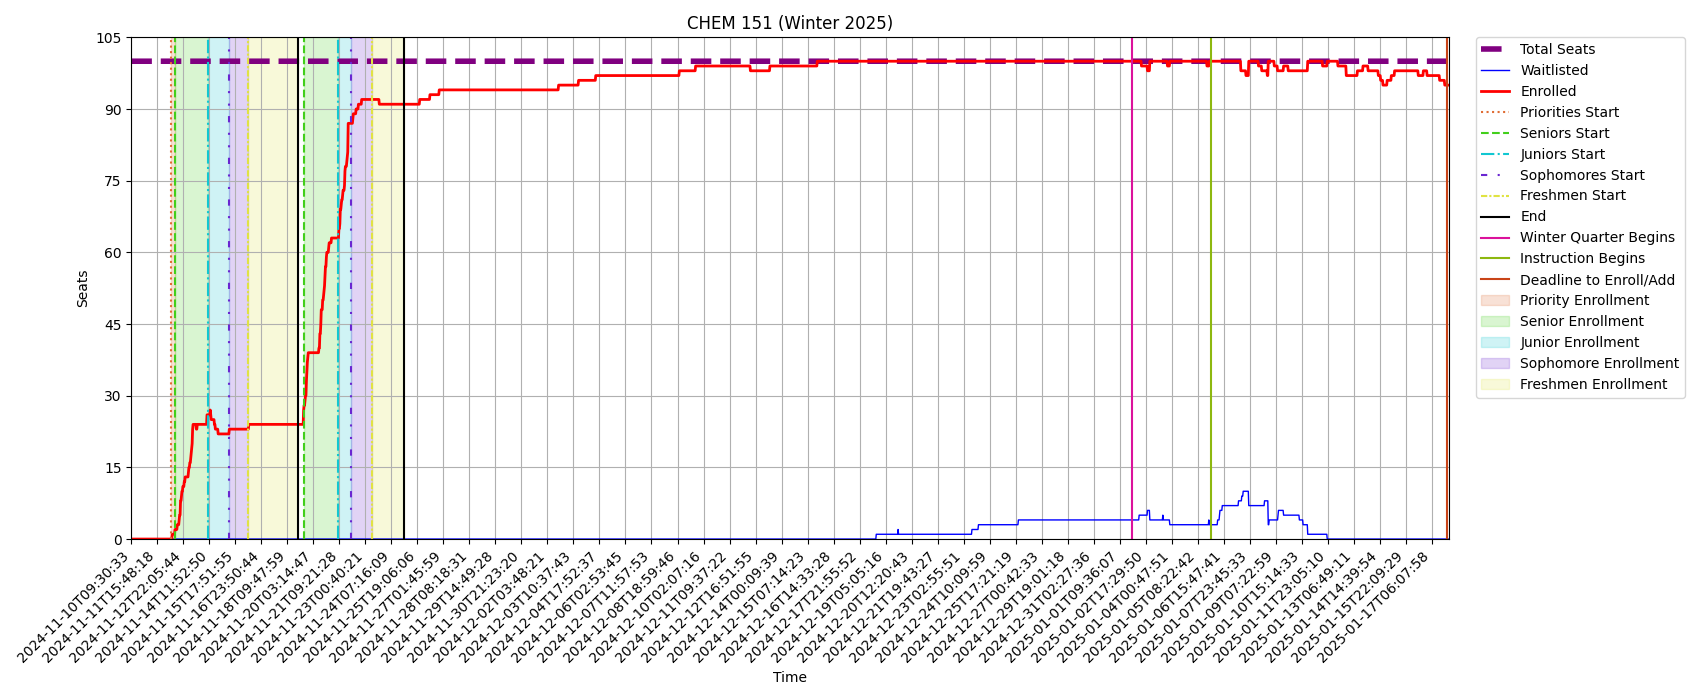 CHEM 151 (Winter 2025)
105
90
75
60
45
30
15
0
Seats
2024-11-10T09:30:33
2024-11-11T15:48:18
2024-11-12T22:05:44
2024-11-14T11:52:50
2024-11-15T17:51:55
2024-11-16T23:50:44
2024-11-18T09:47:59
2024-11-20T03:14:47
2024-11-21T09:21:28
2024-11-23T00:40:21
2024-11-24T07:16:09
2024-11-25T19:06:06
2024-11-27T01:45:59
2024-11-28T08:18:31
2024-11-29T14:49:28
2024-11-30T21:23:20
2024-12-02T03:48:21
2024-12-03T10:37:43
2024-12-04T17:52:37
2024-12-06T02:53:45
2024-12-07T11:57:53
2024-12-08T18:59:46
2024-12-10T02:07:16
2024-12-11T09:37:22
2024-12-12T16:51:55
2024-12-14T00:09:39
2024-12-15T07:14:23
2024-12-16T14:33:28
2024-12-17T21:55:52
2024-12-19T05:05:16
2024-12-20T12:20:43
2024-12-21T19:43:27
2024-12-23T02:55:51
2024-12-24T10:09:59
2024-12-25T17:21:19
2024-12-27T00:42:33
2024-12-29T19:01:18
2024-12-31T02:27:36
2025-01-01T09:36:07
2025-01-02T17:29:50
2025-01-04T00:47:51
2025-01-05T08:22:42
2025-01-06T15:47:41
2025-01-07T23:45:33
2025-01-09T07:22:59
2025-01-10T15:14:33
2025-01-11T23:05:10
2025-01-13T06:49:11
2025-01-14T14:39:54
2025-01-15T22:09:29
2025-01-17T06:07:58
Time
Total Seats
Waitlisted
Enrolled
Priorities Start
Seniors Start
Juniors Start
Sophomores Start
Freshmen Start
End
Winter Quarter Begins
Instruction Begins
Deadline to Enroll/Add
Priority Enrollment
Senior Enrollment
Junior Enrollment
Sophomore Enrollment
Freshmen Enrollment